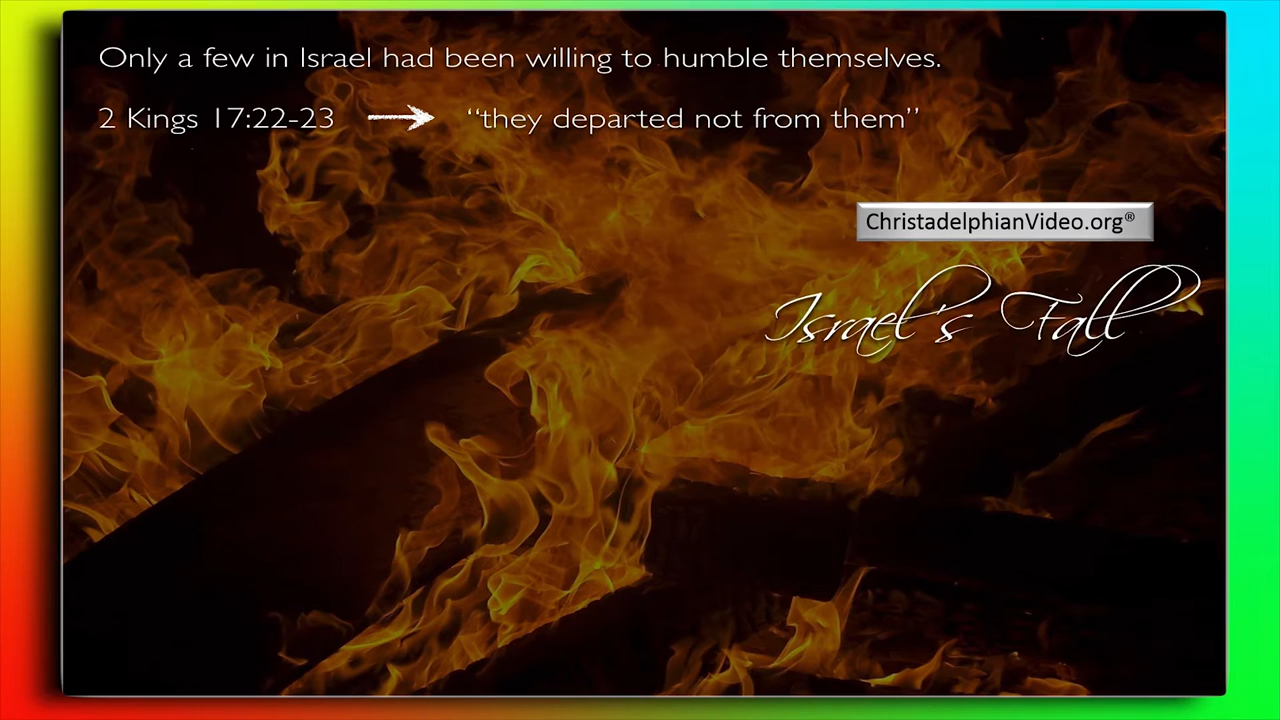 Only a few in Israel had been willing to humble themselves.
2 Kings 17:22-23 “they departed not from them”
ChristadelphianVideo.org®
Israel's Fall